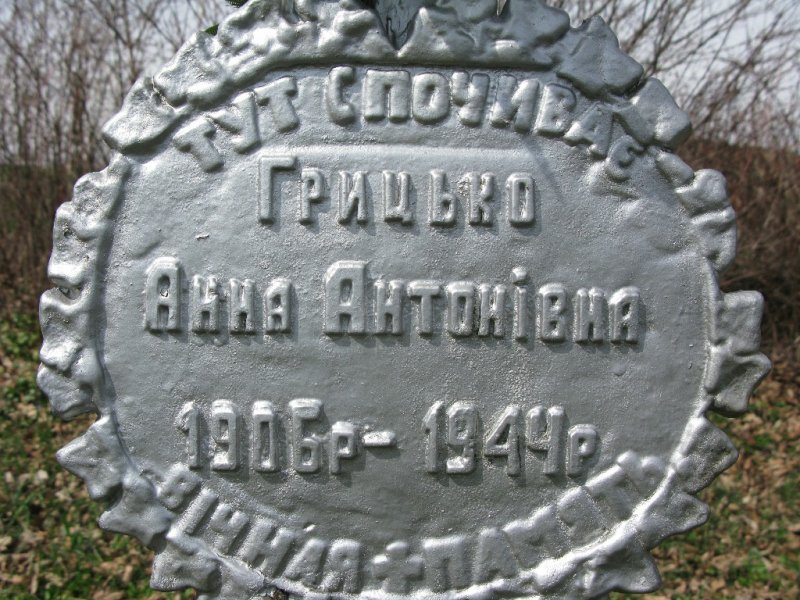 ТУТ СПОЧИВАЄ
Грицько
Анна Антонівна
1906р – 1944р
ВІЧНАЯ + ПАМЯТЬ